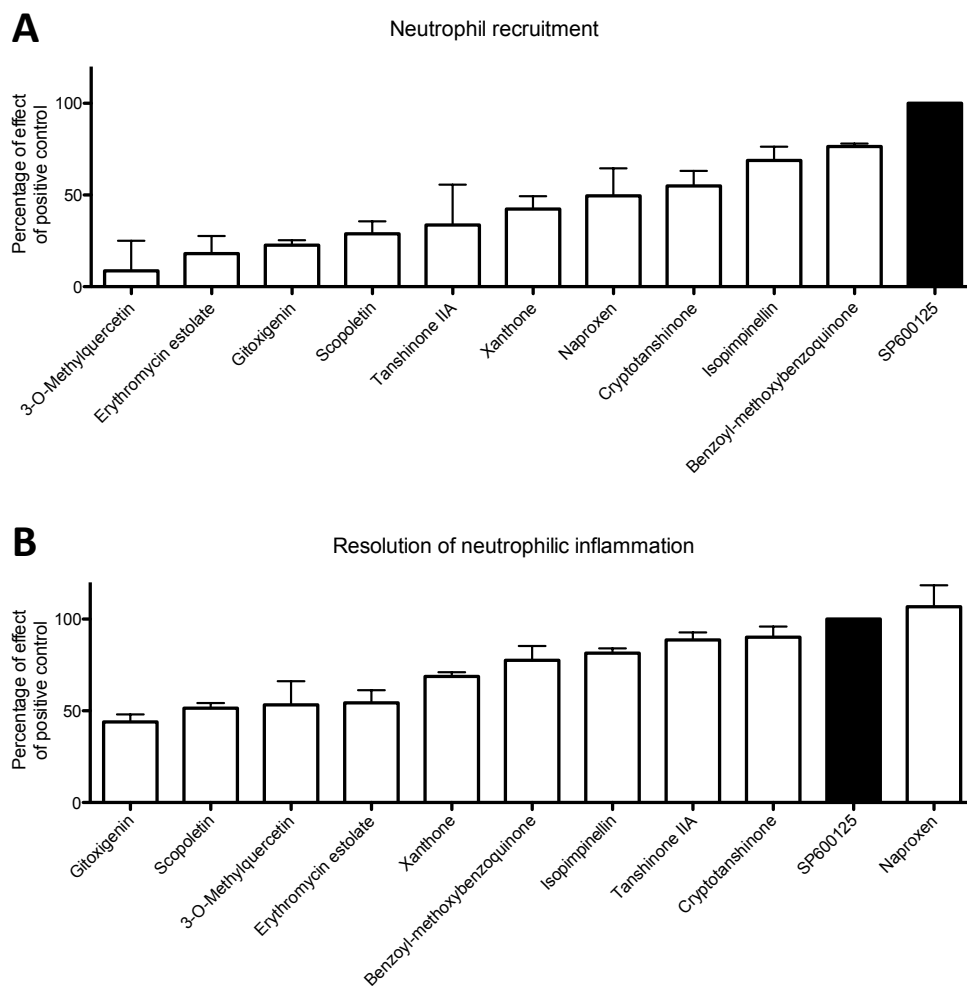 A
Neutrophil recruitment
Percentage of effect
of positive control
100
50
0
3-O-Methylquercetin
Erythromycin estolate
Gitoxigenin
Scopoletin
Tanshinone IIA
Xanthone
Naproxen
Cryptotanshinone
Isopimpinellin
Benzoyl-methoxybenzoquinone
SP600125
B
Resolution of neutrophilic inflammation
Percentage of effect
of positive control
100
50
0
Gitoxigenin
Scopoletin
3-O-Methylquercetin
Erythromycin estolate
Xanthone
Benzoyl-methoxybenzoquinone
Isopimpinellin
Tanshinone IIA
Cryptotanshinone
SP600125
Naproxen